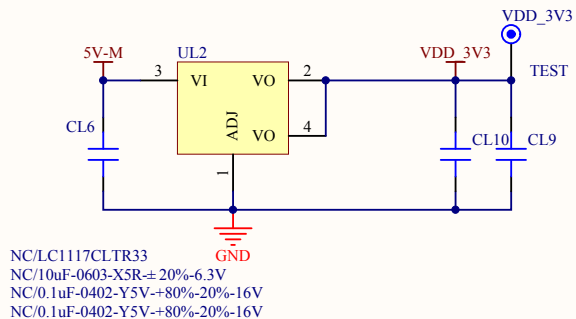 VDD_3V3
5V-M
UL2
VDD_3V3
TEST
3
VI
VO
2
CL6
ADJ
VO
4
CL10
CL9
1
GND
NC/LC1117CLTR33
NC/10uF-0603-X5R-±20%-6.3V
NC/0.1uF-0402-Y5V-+80%-20%-16V
NC/0.1uF-0402-Y5V-+80%-20%-16V